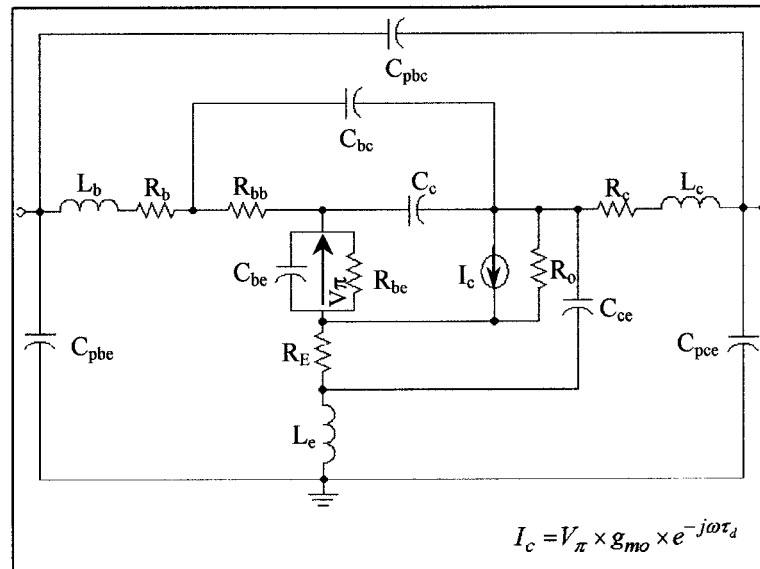 C_pbc
C_bc
L_b R_b R_bb C_c R_c L_c
C_be Vπ R_be I_c R_o
C_ce
C_pbe R_E C_pce
L_e
I_c = V_π × g_mo × e^{-jωτ_d}